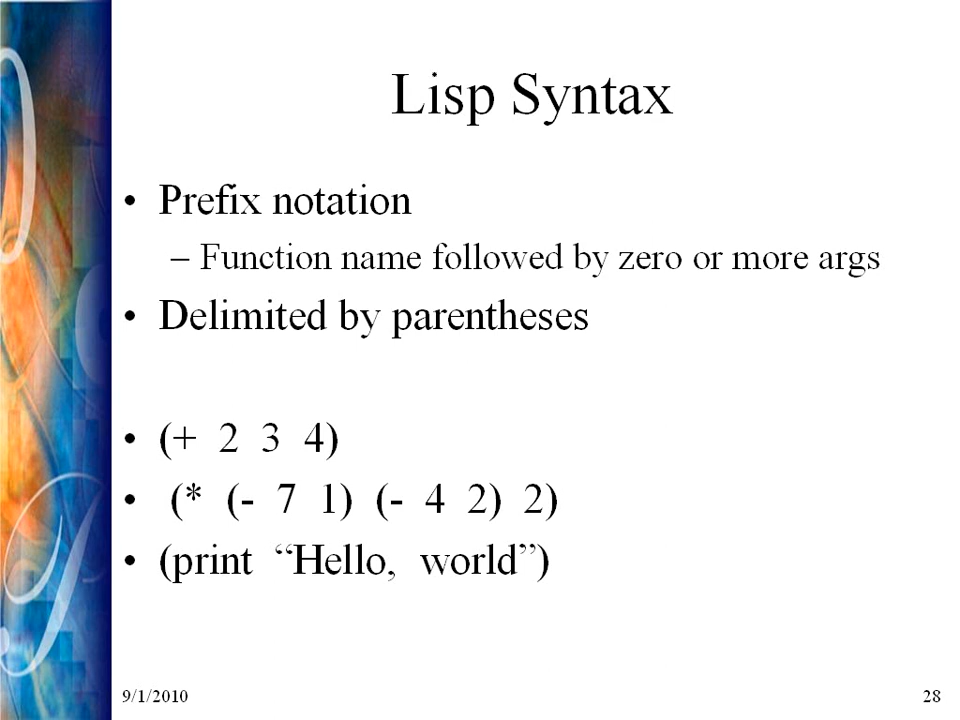 Lisp Syntax
• Prefix notation
– Function name followed by zero or more args
• Delimited by parentheses
• (+ 2 3 4)
• (* (- 7 1) (- 4 2) 2)
• (print “Hello, world”)
9/1/2010 28